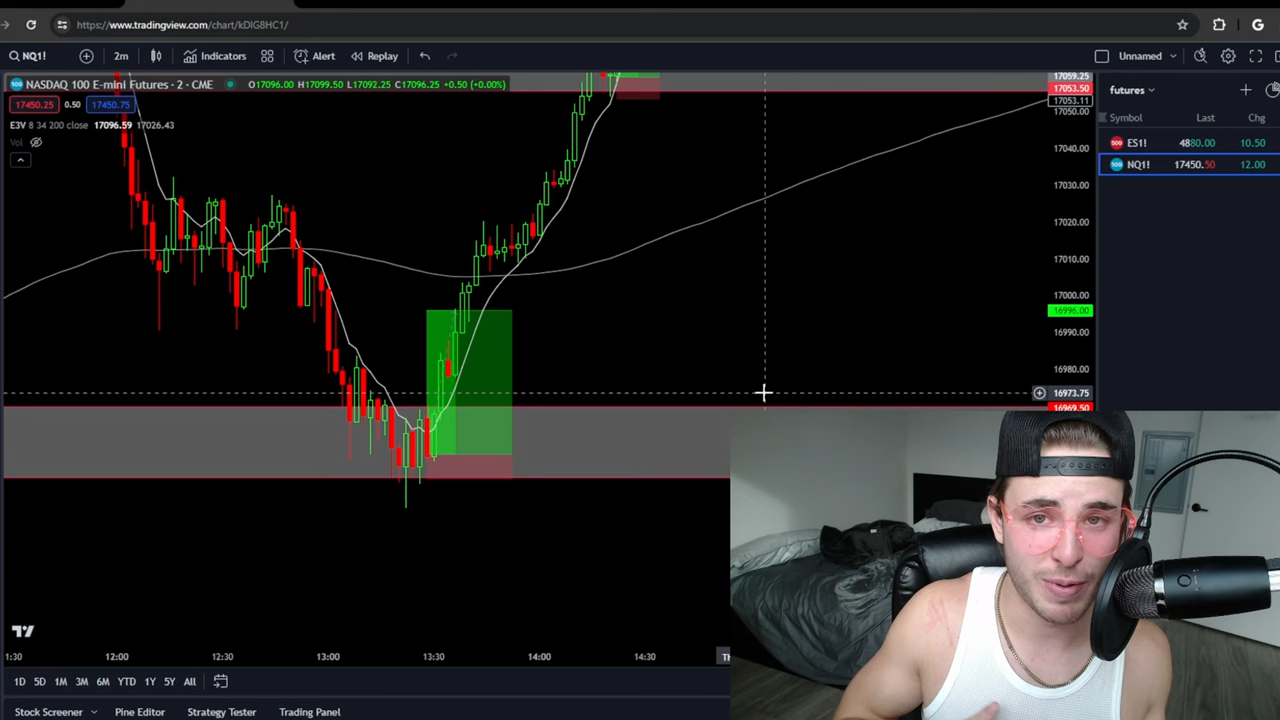 https://www.tradingview.com/chart/kDIG8HC1/
G
NQ1! 2m Indicators Alert Replay Unnamed
NASDAQ 100 E-mini Futures · 2 · CME O17096.00 H17099.50 L17092.25 C17096.25 +0.50 (+0.00%)
17450.25 0.50 17450.75
E3V 8 34 200 close 17096.59 17026.43
Vol
17059.25
17053.50
17053.11
17050.00
17040.00
17030.00
17020.00
17010.00
17000.00
16996.00
16990.00
16980.00
16973.75
16969.50
futures
Symbol Last Chg
500 ES1! 4880.00 10.50
100 NQ1! 17450.50 12.00
1:30 12:00 12:30 13:00 13:30 14:00 14:30
1D 5D 1M 3M 6M YTD 1Y 5Y All
Stock Screener Pine Editor Strategy Tester Trading Panel